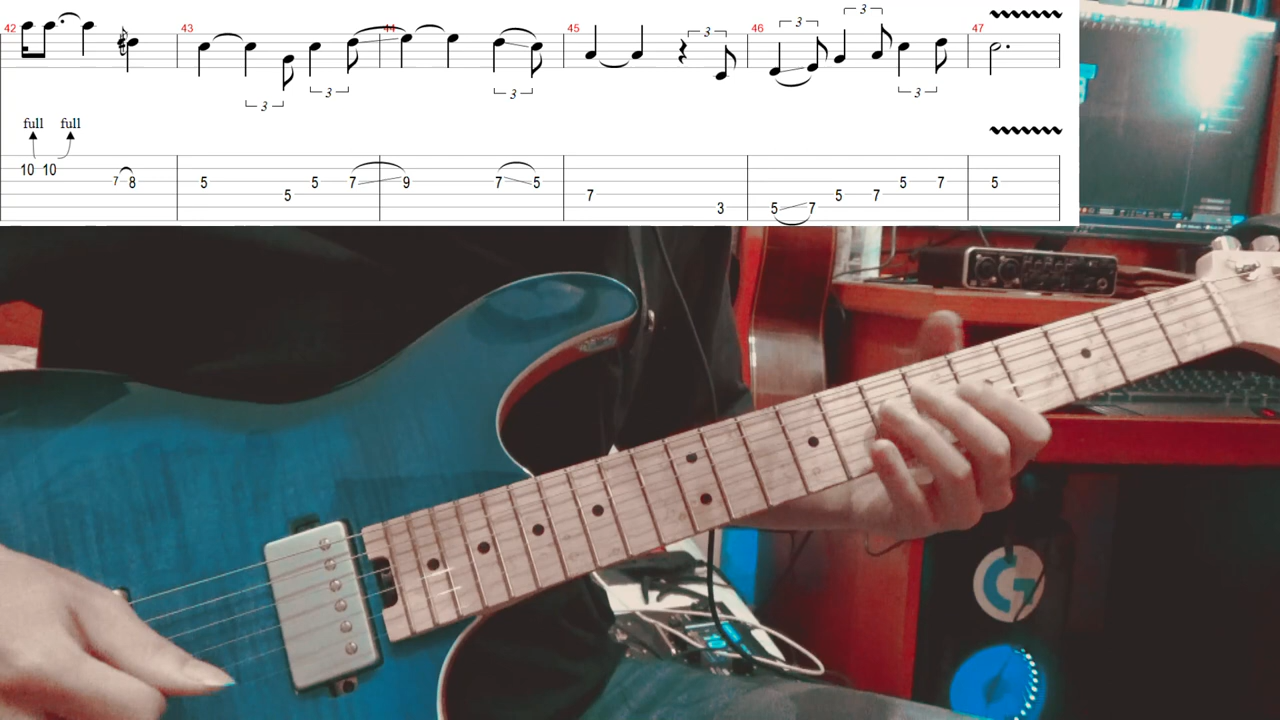 42 43 44 45 46 47
3 3 3 3 3 3 3
full full
10 10
7 8 5 5 7 9 7 5 5 7 5
5 7 5 7
3 5 7
G